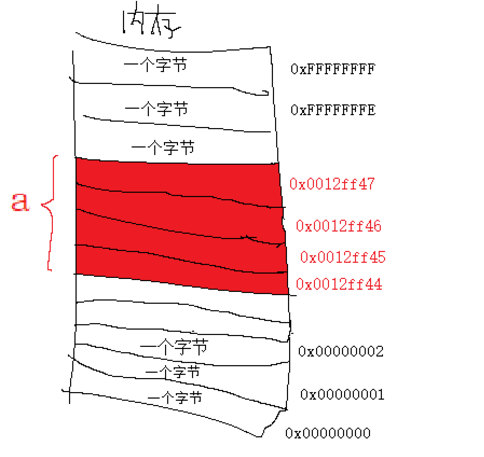 内存
一个字节 0xFFFFFFFF
一个字节 0xFFFFFFFE
一个字节
0x0012ff47
a
0x0012ff46
0x0012ff45
0x0012ff44
一个字节 0x00000002
一个字节
0x00000001
一个字节
0x00000000